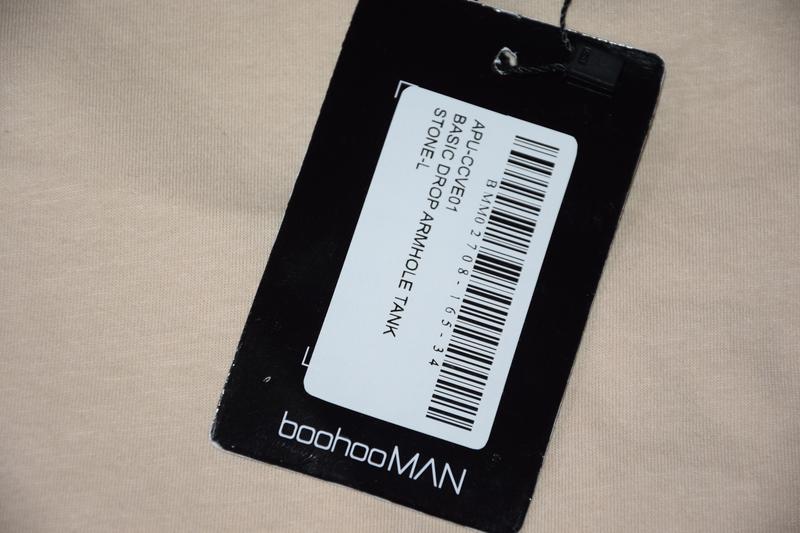 APU-CCVE01
BASIC DROP ARMHOLE TANK
STONE-L
BMM02708-165-34
boohooMAN